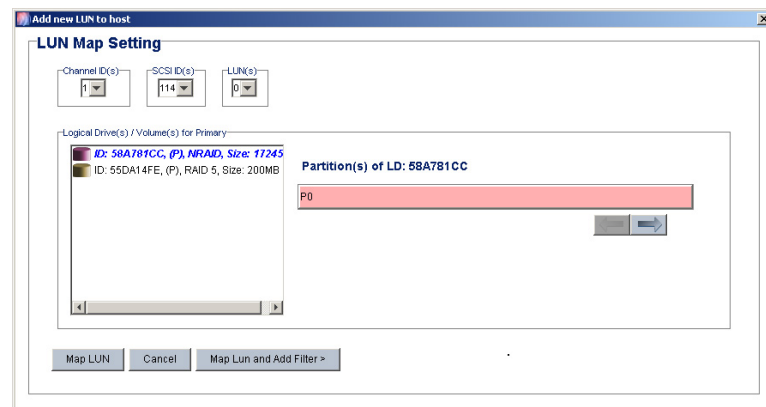 Add new LUN to host
LUN Map Setting
Channel ID(s) SCSI ID(s) LUN(s)
1 114 0
Logical Drive(s) / Volume(s) for Primary
ID: 58A781CC, (P), NRAID, Size: 17245
ID: 55DA14FE, (P), RAID 5, Size: 200MB
Partition(s) of LD: 58A781CC
P0
Map LUN Cancel Map Lun and Add Filter >